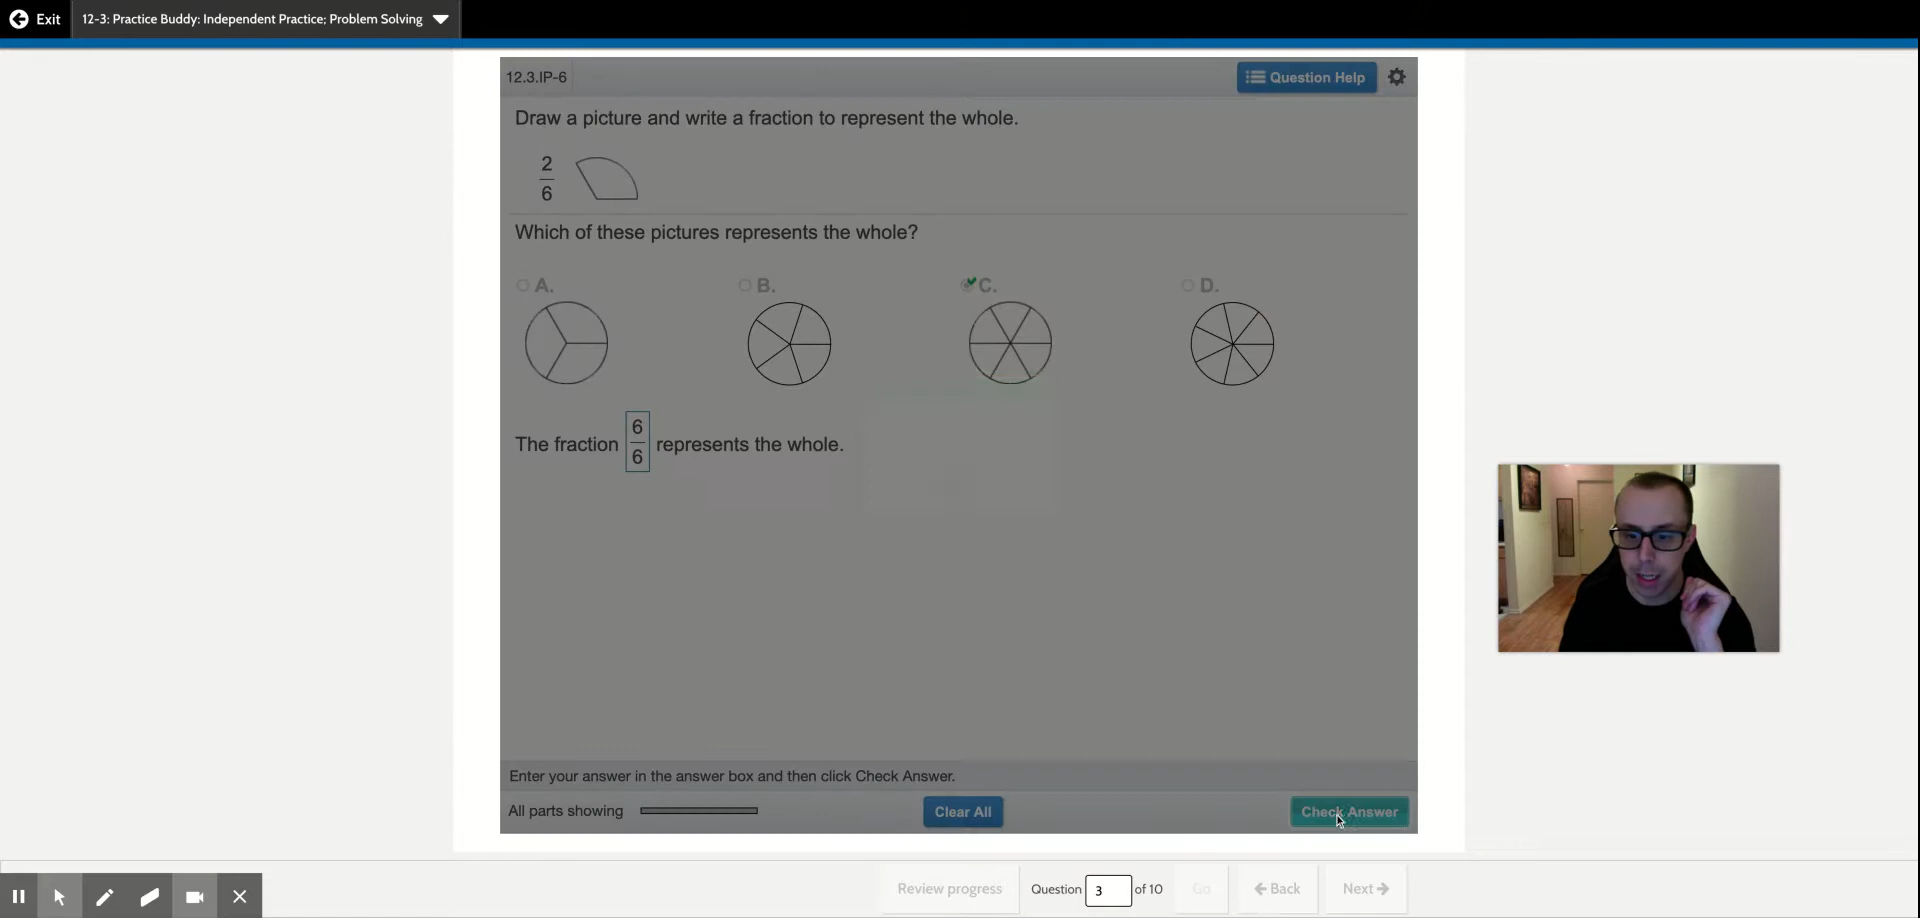 Exit
12-3: Practice Buddy: Independent Practice; Problem Solving
12.3.IP-6
Question Help
Draw a picture and write a fraction to represent the whole.
2
6
Which of these pictures represents the whole?
A. B. C. D.
The fraction 6/6 represents the whole.
Enter your answer in the answer box and then click Check Answer.
All parts showing
Clear All
Check Answer
Review progress
Question 3 of 10
Go
Back
Next